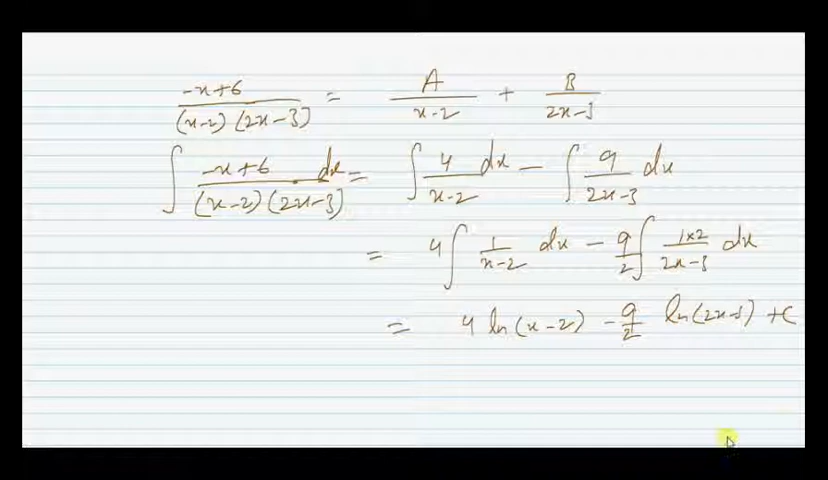 (-x+6)/((x-2)(2x-3)) = A/(x-2) + B/(2x-3)
∫ (-x+6)/((x-2)(2x-3)) dx = ∫ 4/(x-2) dx - ∫ 9/(2x-3) dx
= 4 ∫ 1/(x-2) dx - 9/2 ∫ (1×2)/(2x-3) dx
= 4 ln(x-2) - 9/2 ln(2x-3) + C